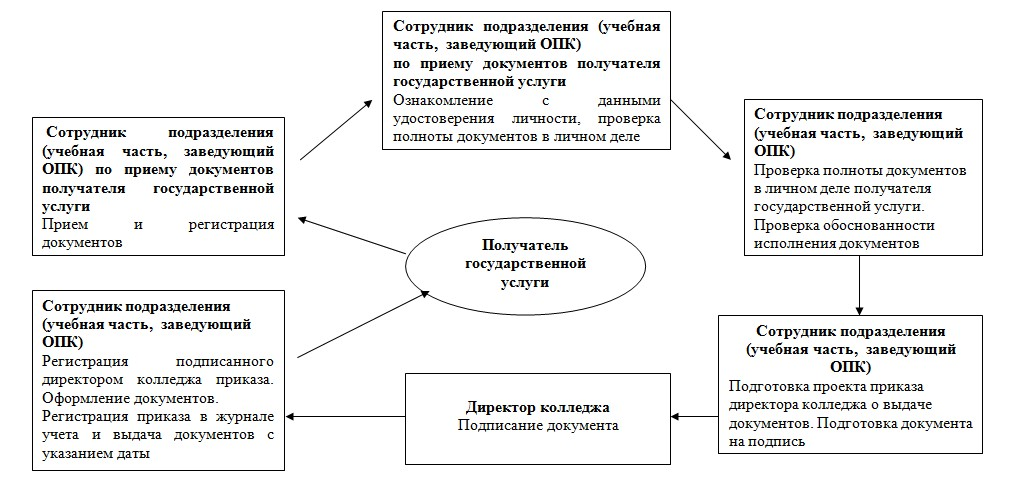 Сотрудник подразделения (учебная
часть, заведующий ОПК)
по приему документов получателя
государственной услуги
Ознакомление с данными
удостоверения личности, проверка
полноты документов в личном деле
Сотрудник подразделения
(учебная часть, заведующий
ОПК) по приему документов
получателя государственной
услуги
Прием и регистрация
документов
Сотрудник подразделения
(учебная часть, заведующий
ОПК)
Проверка полноты документов
в личном деле получателя
государственной услуги.
Проверка обоснованности
исполнения документов
Получатель
государственной
услуги
Сотрудник подразделения
(учебная часть, заведующий
ОПК)
Регистрация подписанного
директором колледжа приказа.
Оформление документов.
Регистрация приказа в журнале
учета и выдача документов с
указанием даты
Директор колледжа
Подписание документа
Сотрудник подразделения
(учебная часть, заведующий
ОПК)
Подготовка проекта приказа
директора колледжа о выдаче
документов. Подготовка документа
на подпись